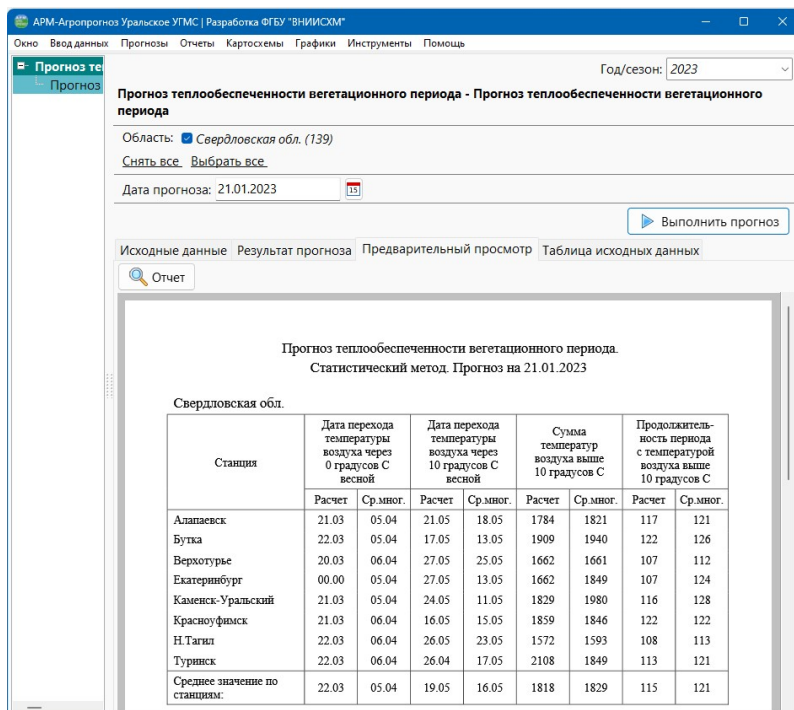 АРМ-Агропрогноз Уральское УГМС | Разработка ФГБУ "ВНИИСХМ"
Окно Ввод данных Прогнозы Отчеты Картосхемы Графики Инструменты Помощь
Прогноз те
Прогноз
Год/сезон: 2023
Прогноз теплообеспеченности вегетационного периода - Прогноз теплообеспеченности вегетационного
периода
Область: Свердловская обл. (139)
Снять все Выбрать все
Дата прогноза: 21.01.2023 15
Выполнить прогноз
Исходные данные Результат прогноза Предварительный просмотр Таблица исходных данных
Отчет
Прогноз теплообеспеченности вегетационного периода.
Статистический метод. Прогноз на 21.01.2023
Свердловская обл.
Станция
Дата перехода
температуры
воздуха через
0 градусов С
весной
Дата перехода
температуры
воздуха через
10 градусов С
весной
Сумма
температур
воздуха выше
10 градусов С
Продолжитель-
ность периода
с температурой
воздуха выше
10 градусов С
Расчет Ср.мног. Расчет Ср.мног. Расчет Ср.мног. Расчет Ср.мног.
Алапаевск 21.03 05.04 21.05 18.05 1784 1821 117 121
Бутка 22.03 05.04 17.05 13.05 1909 1940 122 126
Верхотурье 20.03 06.04 27.05 25.05 1662 1661 107 112
Екатеринбург 00.00 05.04 27.05 13.05 1662 1849 107 124
Каменск-Уральский 21.03 05.04 24.05 11.05 1829 1980 116 128
Красноуфимск 21.03 06.04 16.05 15.05 1859 1846 122 122
Н.Тагил 22.03 06.04 26.05 23.05 1572 1593 108 113
Туринск 22.03 06.04 26.04 17.05 2108 1849 113 121
Среднее значение по
станциям: 22.03 05.04 19.05 16.05 1818 1829 115 121